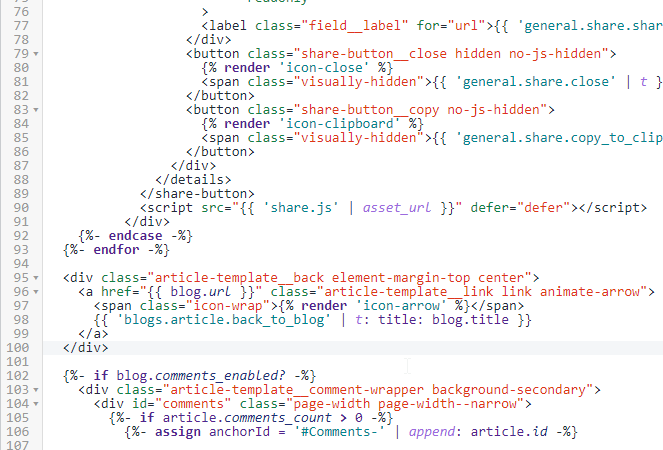 readonly
76 >
77 <label class="field__label" for="url">{{ 'general.share.shar
78 </div>
79 <button class="share-button__close hidden no-js-hidden">
80 {% render 'icon-close' %}
81 <span class="visually-hidden">{{ 'general.share.close' | t }
82 </button>
83 <button class="share-button__copy no-js-hidden">
84 {% render 'icon-clipboard' %}
85 <span class="visually-hidden">{{ 'general.share.copy_to_clip
86 </button>
87 </div>
88 </details>
89 </share-button>
90 <script src="{{ 'share.js' | asset_url }}" defer="defer"></script>
91 </div>
92 {%- endcase -%}
93 {%- endfor -%}
94
95 <div class="article-template__back element-margin-top center">
96 <a href="{{ blog.url }}" class="article-template__link link animate-arrow">
97 <span class="icon-wrap">{% render 'icon-arrow' %}</span>
98 {{ 'blogs.article.back_to_blog' | t: title: blog.title }}
99 </a>
100 </div>
101
102 {%- if blog.comments_enabled? -%}
103 <div class="article-template__comment-wrapper background-secondary">
104 <div id="comments" class="page-width page-width--narrow">
105 {%- if article.comments_count > 0 -%}
106 {%- assign anchorId = '#Comments-' | append: article.id -%}
107